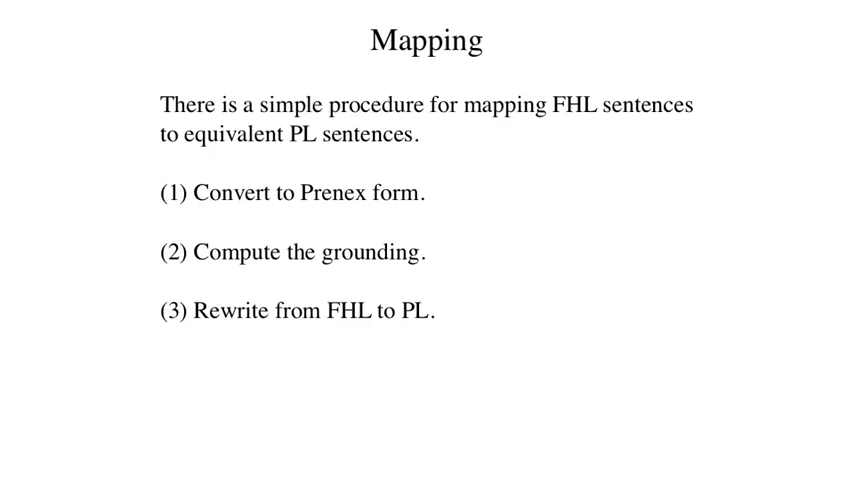 Mapping
There is a simple procedure for mapping FHL sentences
to equivalent PL sentences.
(1) Convert to Prenex form.
(2) Compute the grounding.
(3) Rewrite from FHL to PL.